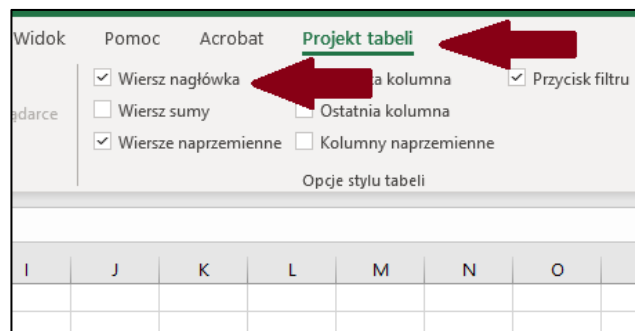 Widok Pomoc Acrobat Projekt tabeli
Wiersz nagłówka kolumna Przycisk filtru
Wiersz sumy Ostatnia kolumna
Wiersze naprzemienne Kolumny naprzemienne
Opcje stylu tabeli
I J K L M N O